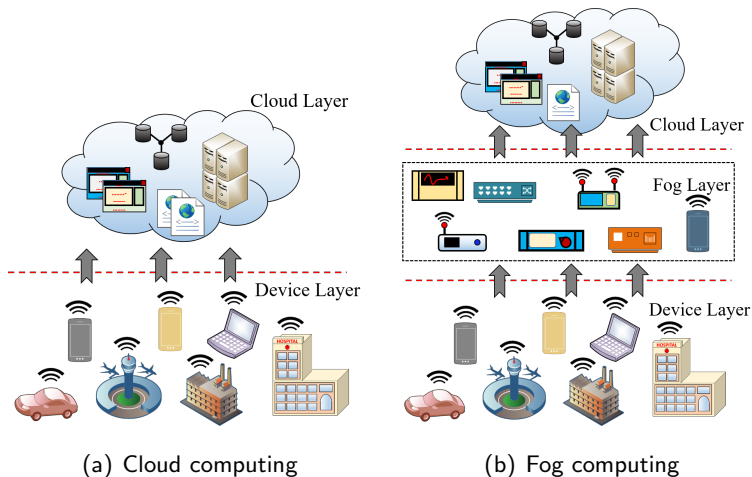 Cloud Layer
Device Layer
HOSPITAL
(a) Cloud computing
Cloud Layer
Fog Layer
Device Layer
HOSPITAL
(b) Fog computing